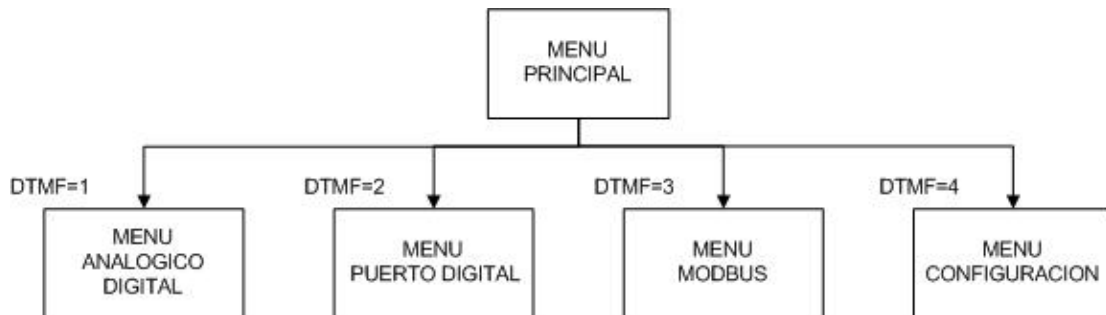 MENU
PRINCIPAL
DTMF=1
DTMF=2
DTMF=3
DTMF=4
MENU
ANALOGICO
DIGITAL
MENU
PUERTO DIGITAL
MENU
MODBUS
MENU
CONFIGURACION